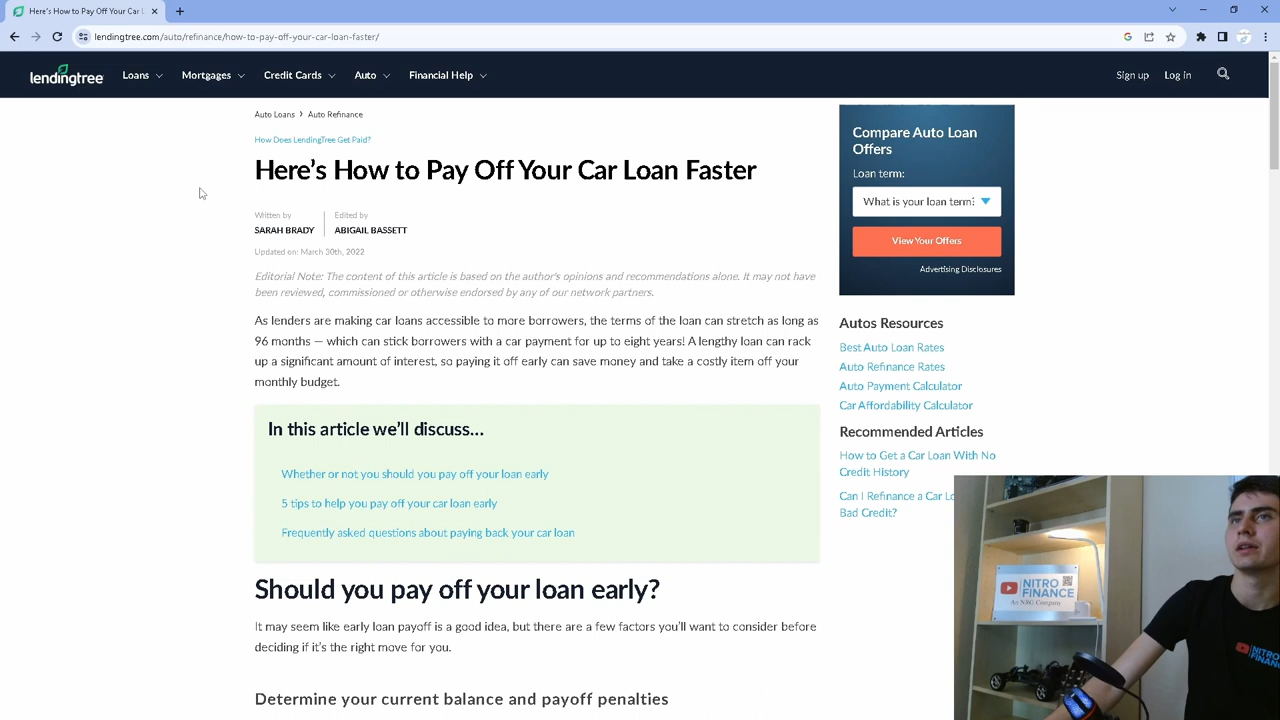 Here's How to Pay Off Your Car L
lendingtree.com/auto/refinance/how-to-pay-off-your-car-loan-faster/
lendingtree
Loans
Mortgages
Credit Cards
Auto
Financial Help
Sign up
Log in
Auto Loans > Auto Refinance
How Does LendingTree Get Paid?
Here's How to Pay Off Your Car Loan Faster
Written by
SARAH BRADY
Edited by
ABIGAIL BASSETT
Updated on: March 30th, 2022
Editorial Note: The content of this article is based on the author's opinions and recommendations alone. It may not have
been reviewed, commissioned or otherwise endorsed by any of our network partners.
As lenders are making car loans accessible to more borrowers, the terms of the loan can stretch as long as
96 months — which can stick borrowers with a car payment for up to eight years! A lengthy loan can rack
up a significant amount of interest, so paying it off early can save money and take a costly item off your
monthly budget.
In this article we'll discuss...
Whether or not you should you pay off your loan early
5 tips to help you pay off your car loan early
Frequently asked questions about paying back your car loan
Should you pay off your loan early?
It may seem like early loan payoff is a good idea, but there are a few factors you'll want to consider before
deciding if it's the right move for you.
Determine your current balance and payoff penalties
Compare Auto Loan
Offers
Loan term:
What is your loan term?
View Your Offers
Advertising Disclosures
Autos Resources
Best Auto Loan Rates
Auto Refinance Rates
Auto Payment Calculator
Car Affordability Calculator
Recommended Articles
How to Get a Car Loan With No
Credit History
Can I Refinance a Car Lo
Bad Credit?
NITRO
FINANCE
NITRO
FINANC